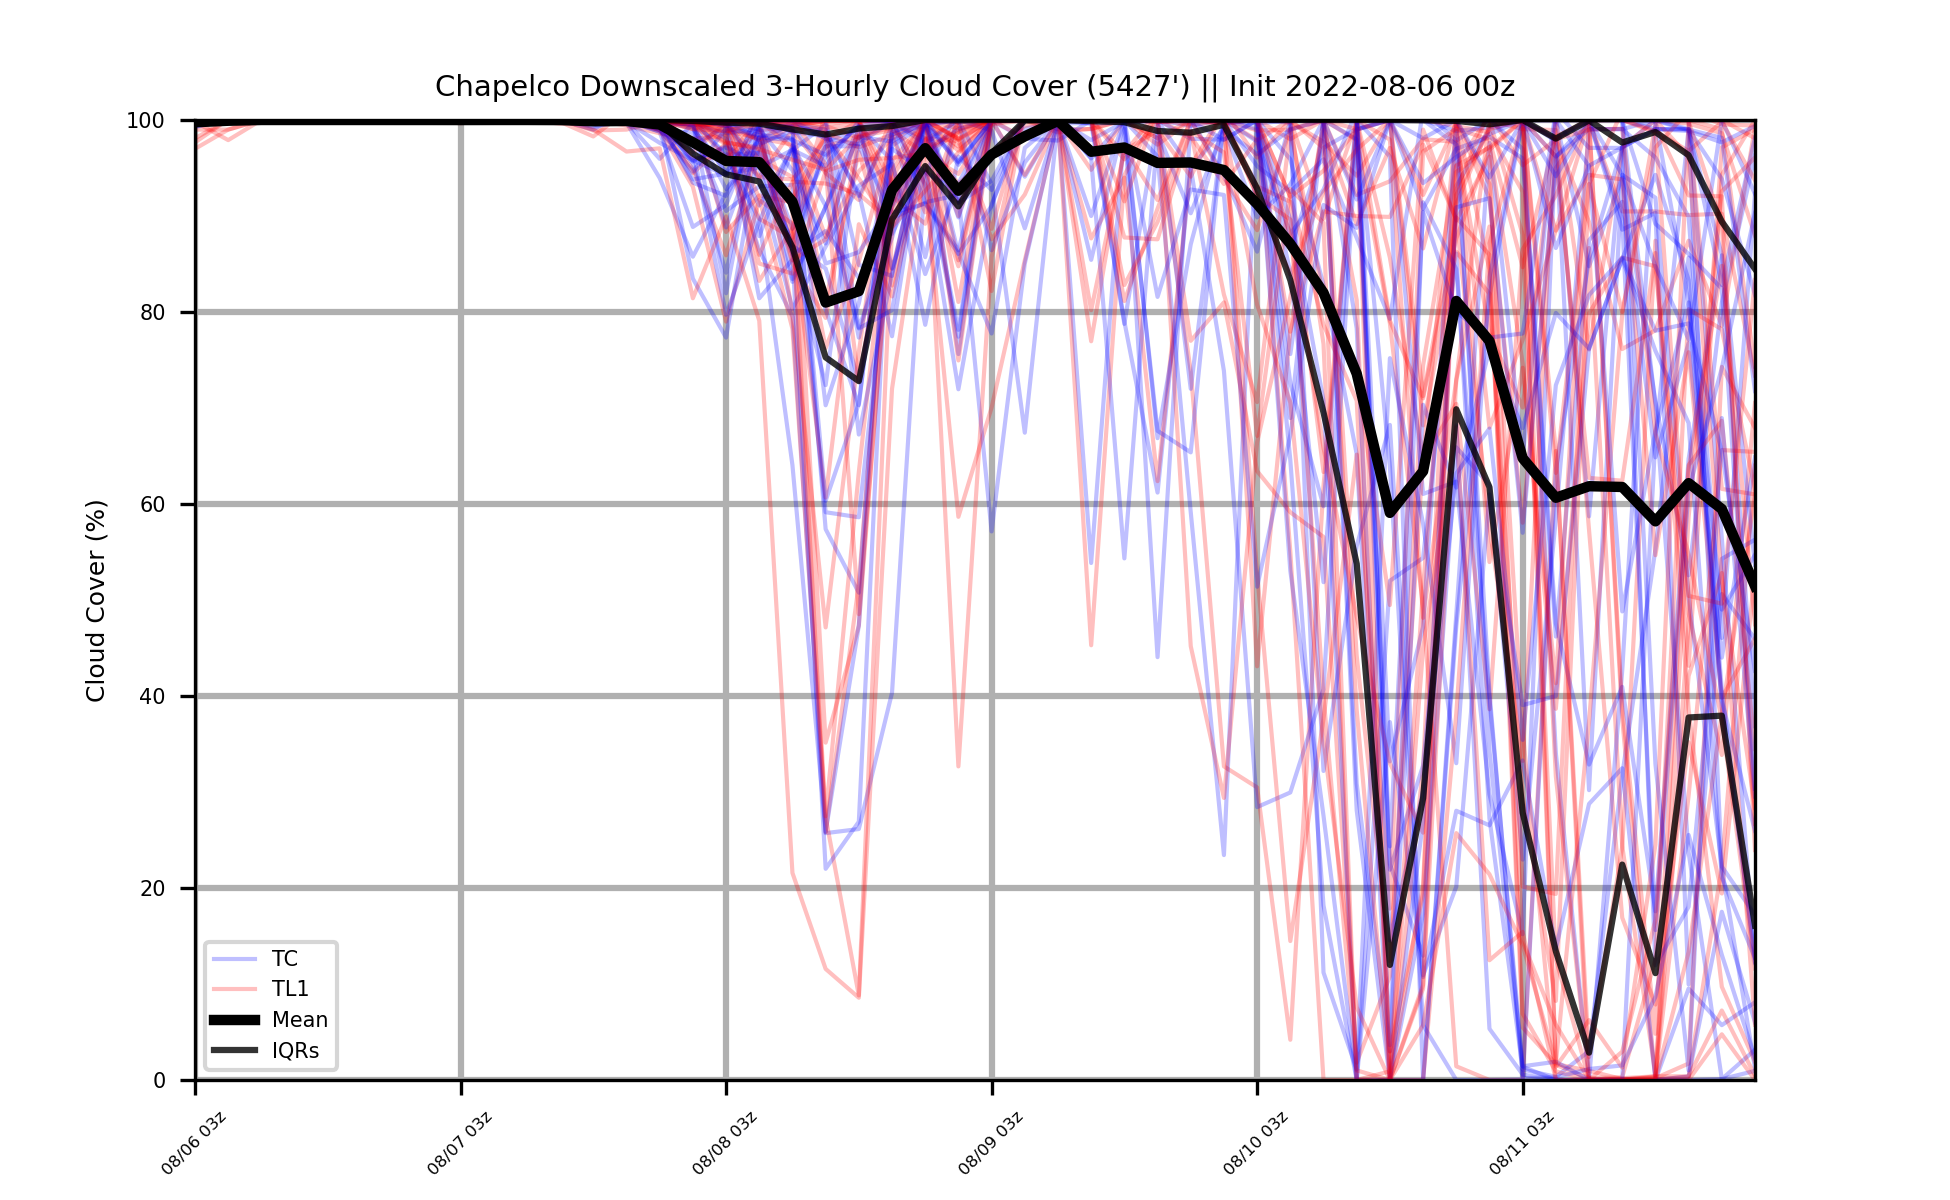 Chapelco Downscaled 3-Hourly Cloud Cover (5427') || Init 2022-08-06 00z
Cloud Cover (%)
100
80
60
40
20
0
TC
TL1
Mean
IQRs
08/06 03z
08/07 03z
08/08 03z
08/09 03z
08/10 03z
08/11 03z